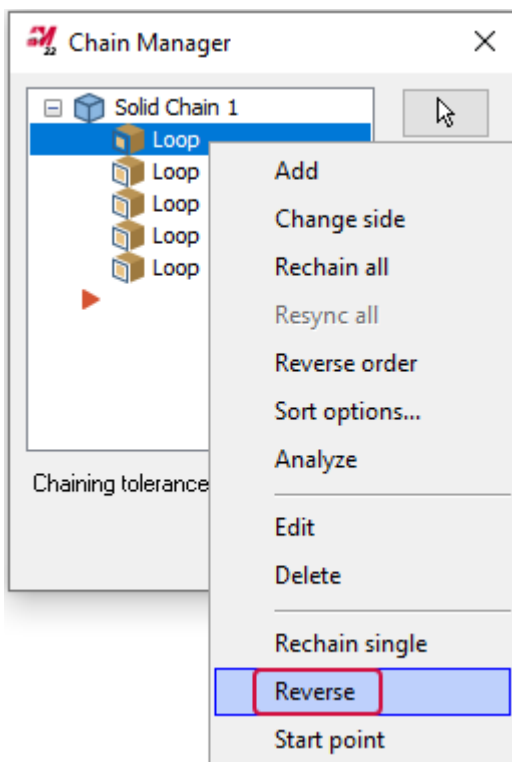 22
Chain Manager
Solid Chain 1
Loop
Loop
Loop
Loop
Loop
Chaining tolerance
Add
Change side
Rechain all
Resync all
Reverse order
Sort options...
Analyze
Edit
Delete
Rechain single
Reverse
Start point